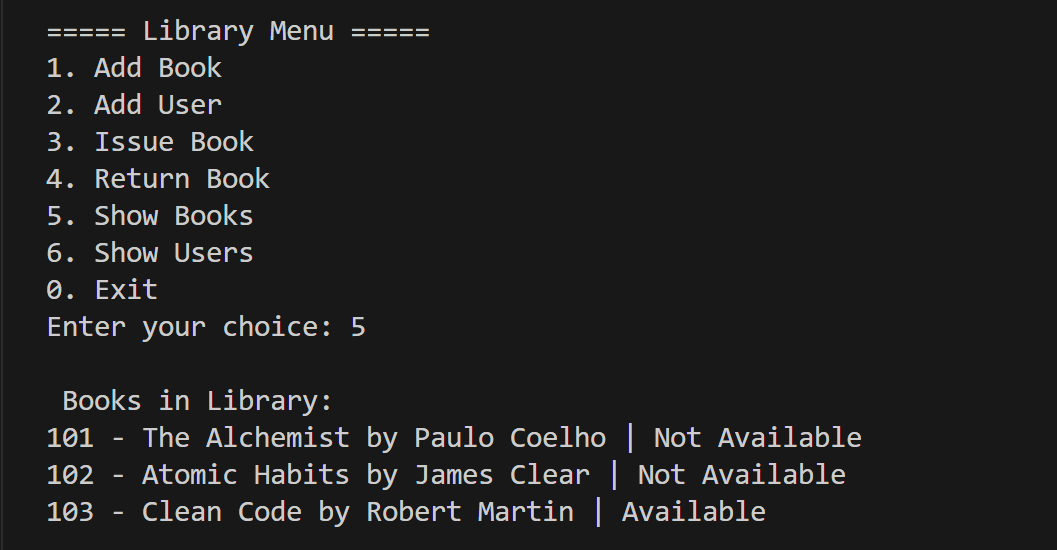 ===== Library Menu =====
1. Add Book
2. Add User
3. Issue Book
4. Return Book
5. Show Books
6. Show Users
0. Exit
Enter your choice: 5
Books in Library:
101 - The Alchemist by Paulo Coelho | Not Available
102 - Atomic Habits by James Clear | Not Available
103 - Clean Code by Robert Martin | Available